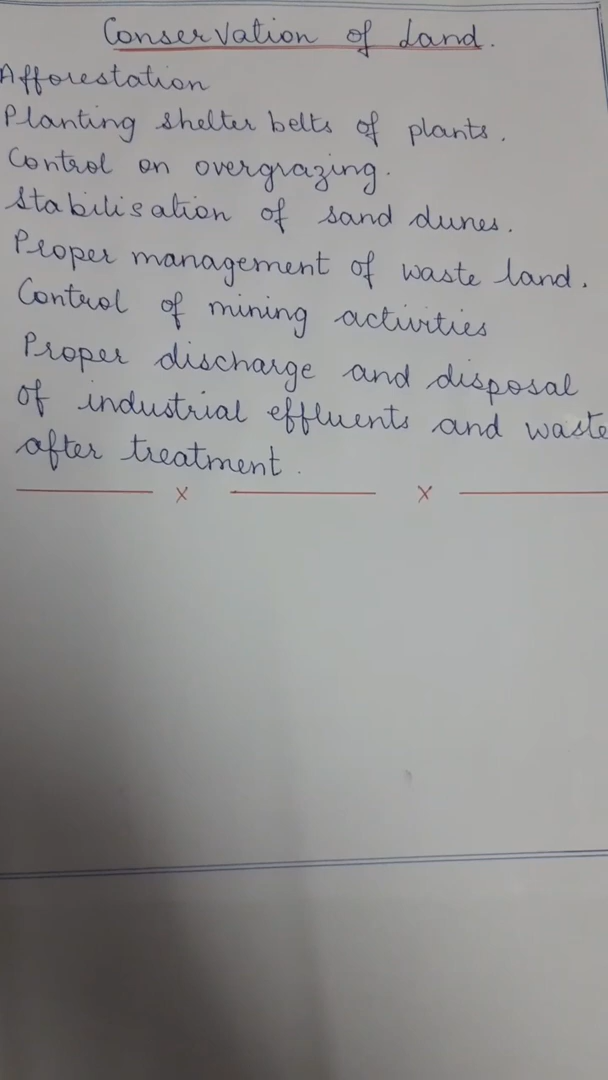 Conservation of Land.
Afforestation
Planting shelter belts of plants.
Control on overgrazing.
Stabilisation of sand dunes.
Proper management of waste land.
Control of mining activities
Proper discharge and disposal
of industrial effluents and waste
after treatment.
x x